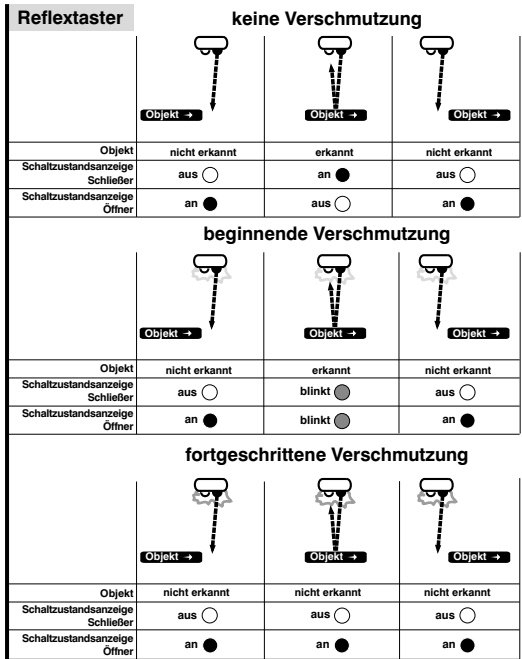 Reflextaster
keine Verschmutzung
Objekt → Objekt → Objekt →
Objekt nicht erkannt erkannt nicht erkannt
Schaltzustandsanzeige
Schließer aus an aus
Schaltzustandsanzeige
Öffner an aus an
beginnende Verschmutzung
Objekt → Objekt → Objekt →
Objekt nicht erkannt erkannt nicht erkannt
Schaltzustandsanzeige
Schließer aus blinkt aus
Schaltzustandsanzeige
Öffner an blinkt an
fortgeschrittene Verschmutzung
Objekt → Objekt → Objekt →
Objekt nicht erkannt nicht erkannt nicht erkannt
Schaltzustandsanzeige
Schließer aus aus aus
Schaltzustandsanzeige
Öffner an an an